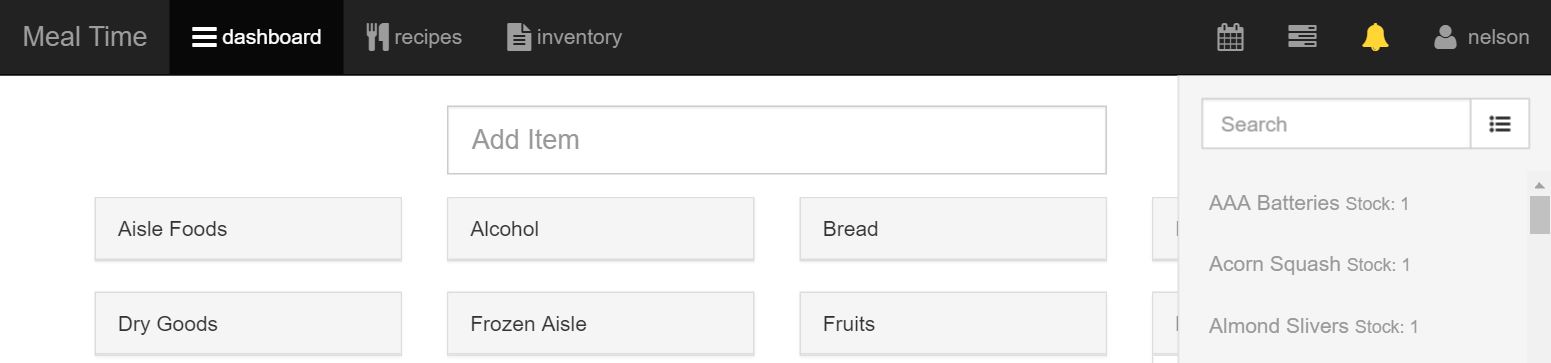 Meal Time dashboard recipes inventory nelson
Add Item
Search
Aisle Foods Alcohol Bread
AAA Batteries Stock: 1
Acorn Squash Stock: 1
Dry Goods Frozen Aisle Fruits
Almond Slivers Stock: 1